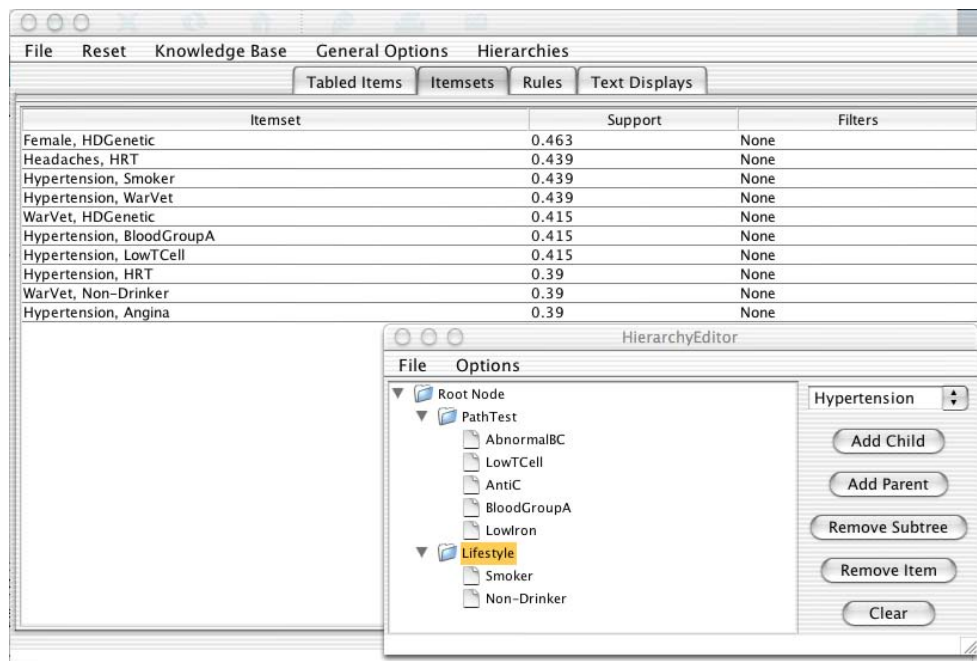 File Reset Knowledge Base General Options Hierarchies
Tabled Items Itemsets Rules Text Displays
Itemset Support Filters
Female, HDGenetic 0.463 None
Headaches, HRT 0.439 None
Hypertension, Smoker 0.439 None
Hypertension, WarVet 0.439 None
WarVet, HDGenetic 0.415 None
Hypertension, BloodGroupA 0.415 None
Hypertension, LowTCell 0.415 None
Hypertension, HRT 0.39 None
WarVet, Non-Drinker 0.39 None
Hypertension, Angina 0.39 None
HierarchyEditor
File Options
Root Node
PathTest
AbnormalBC
LowTCell
AntiC
BloodGroupA
LowIron
Lifestyle
Smoker
Non-Drinker
Hypertension
Add Child
Add Parent
Remove Subtree
Remove Item
Clear